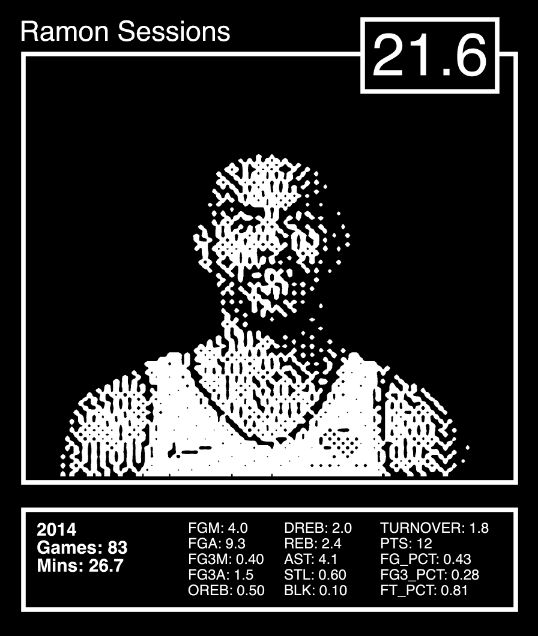 Ramon Sessions
21.6
2014
Games: 83
Mins: 26.7
FGM: 4.0
FGA: 9.3
FG3M: 0.40
FG3A: 1.5
OREB: 0.50
DREB: 2.0
REB: 2.4
AST: 4.1
STL: 0.60
BLK: 0.10
TURNOVER: 1.8
PTS: 12
FG_PCT: 0.43
FG3_PCT: 0.28
FT_PCT: 0.81